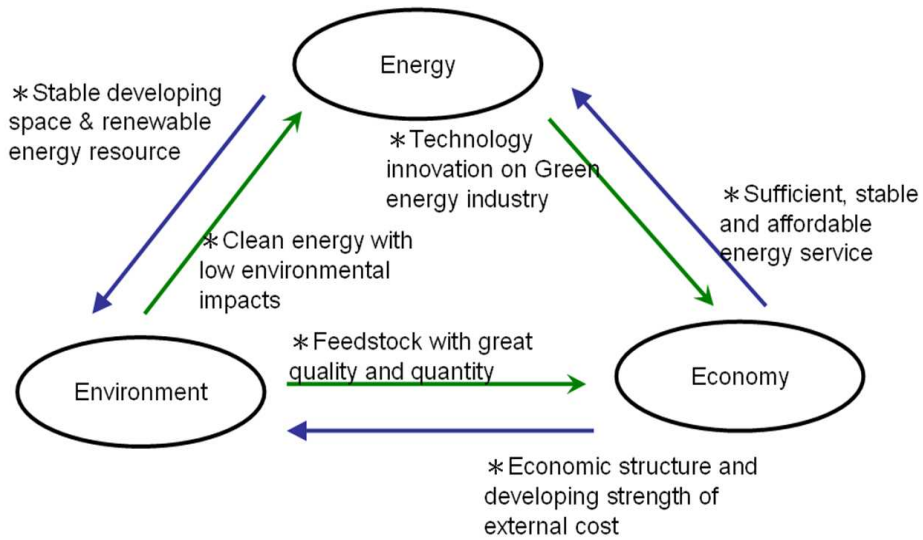 Energy
＊Stable developing
space & renewable
energy resource
＊Technology
innovation on Green
energy industry
＊Sufficient, stable
and affordable
energy service
＊Clean energy with
low environmental
impacts
＊Feedstock with great
quality and quantity
Environment
Economy
＊Economic structure and
developing strength of
external cost